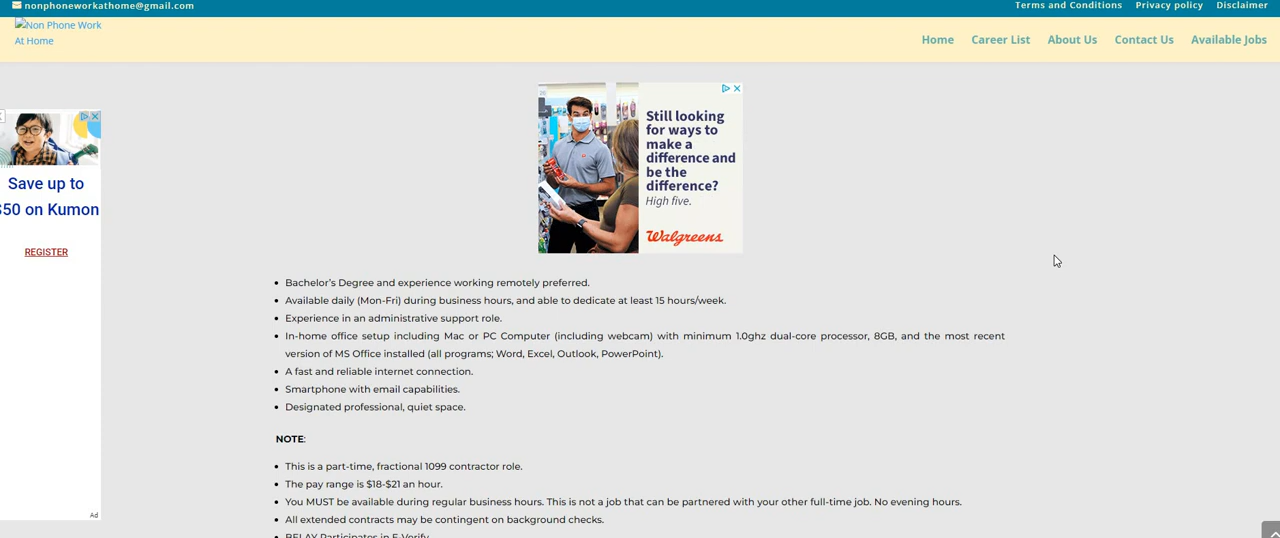 nonphoneworkathome@gmail.com
Terms and Conditions Privacy policy Disclaimer
Non Phone Work
At Home
Home Career List About Us Contact Us Available Jobs
Still looking
for ways to
make a
difference and
be the
difference?
High five.
Walgreens
Save up to
$50 on Kumon
REGISTER
Ad
• Bachelor's Degree and experience working remotely preferred.
• Available daily (Mon-Fri) during business hours, and able to dedicate at least 15 hours/week.
• Experience in an administrative support role.
• In-home office setup including Mac or PC Computer (including webcam) with minimum 1.0ghz dual-core processor, 8GB, and the most recent
version of MS Office installed (all programs; Word, Excel, Outlook, PowerPoint).
• A fast and reliable internet connection.
• Smartphone with email capabilities.
• Designated professional, quiet space.
NOTE:
• This is a part-time, fractional 1099 contractor role.
• The pay range is $18-$21 an hour.
• You MUST be available during regular business hours. This is not a job that can be partnered with your other full-time job. No evening hours.
• All extended contracts may be contingent on background checks.
• BELAY Participates in E-Verify.